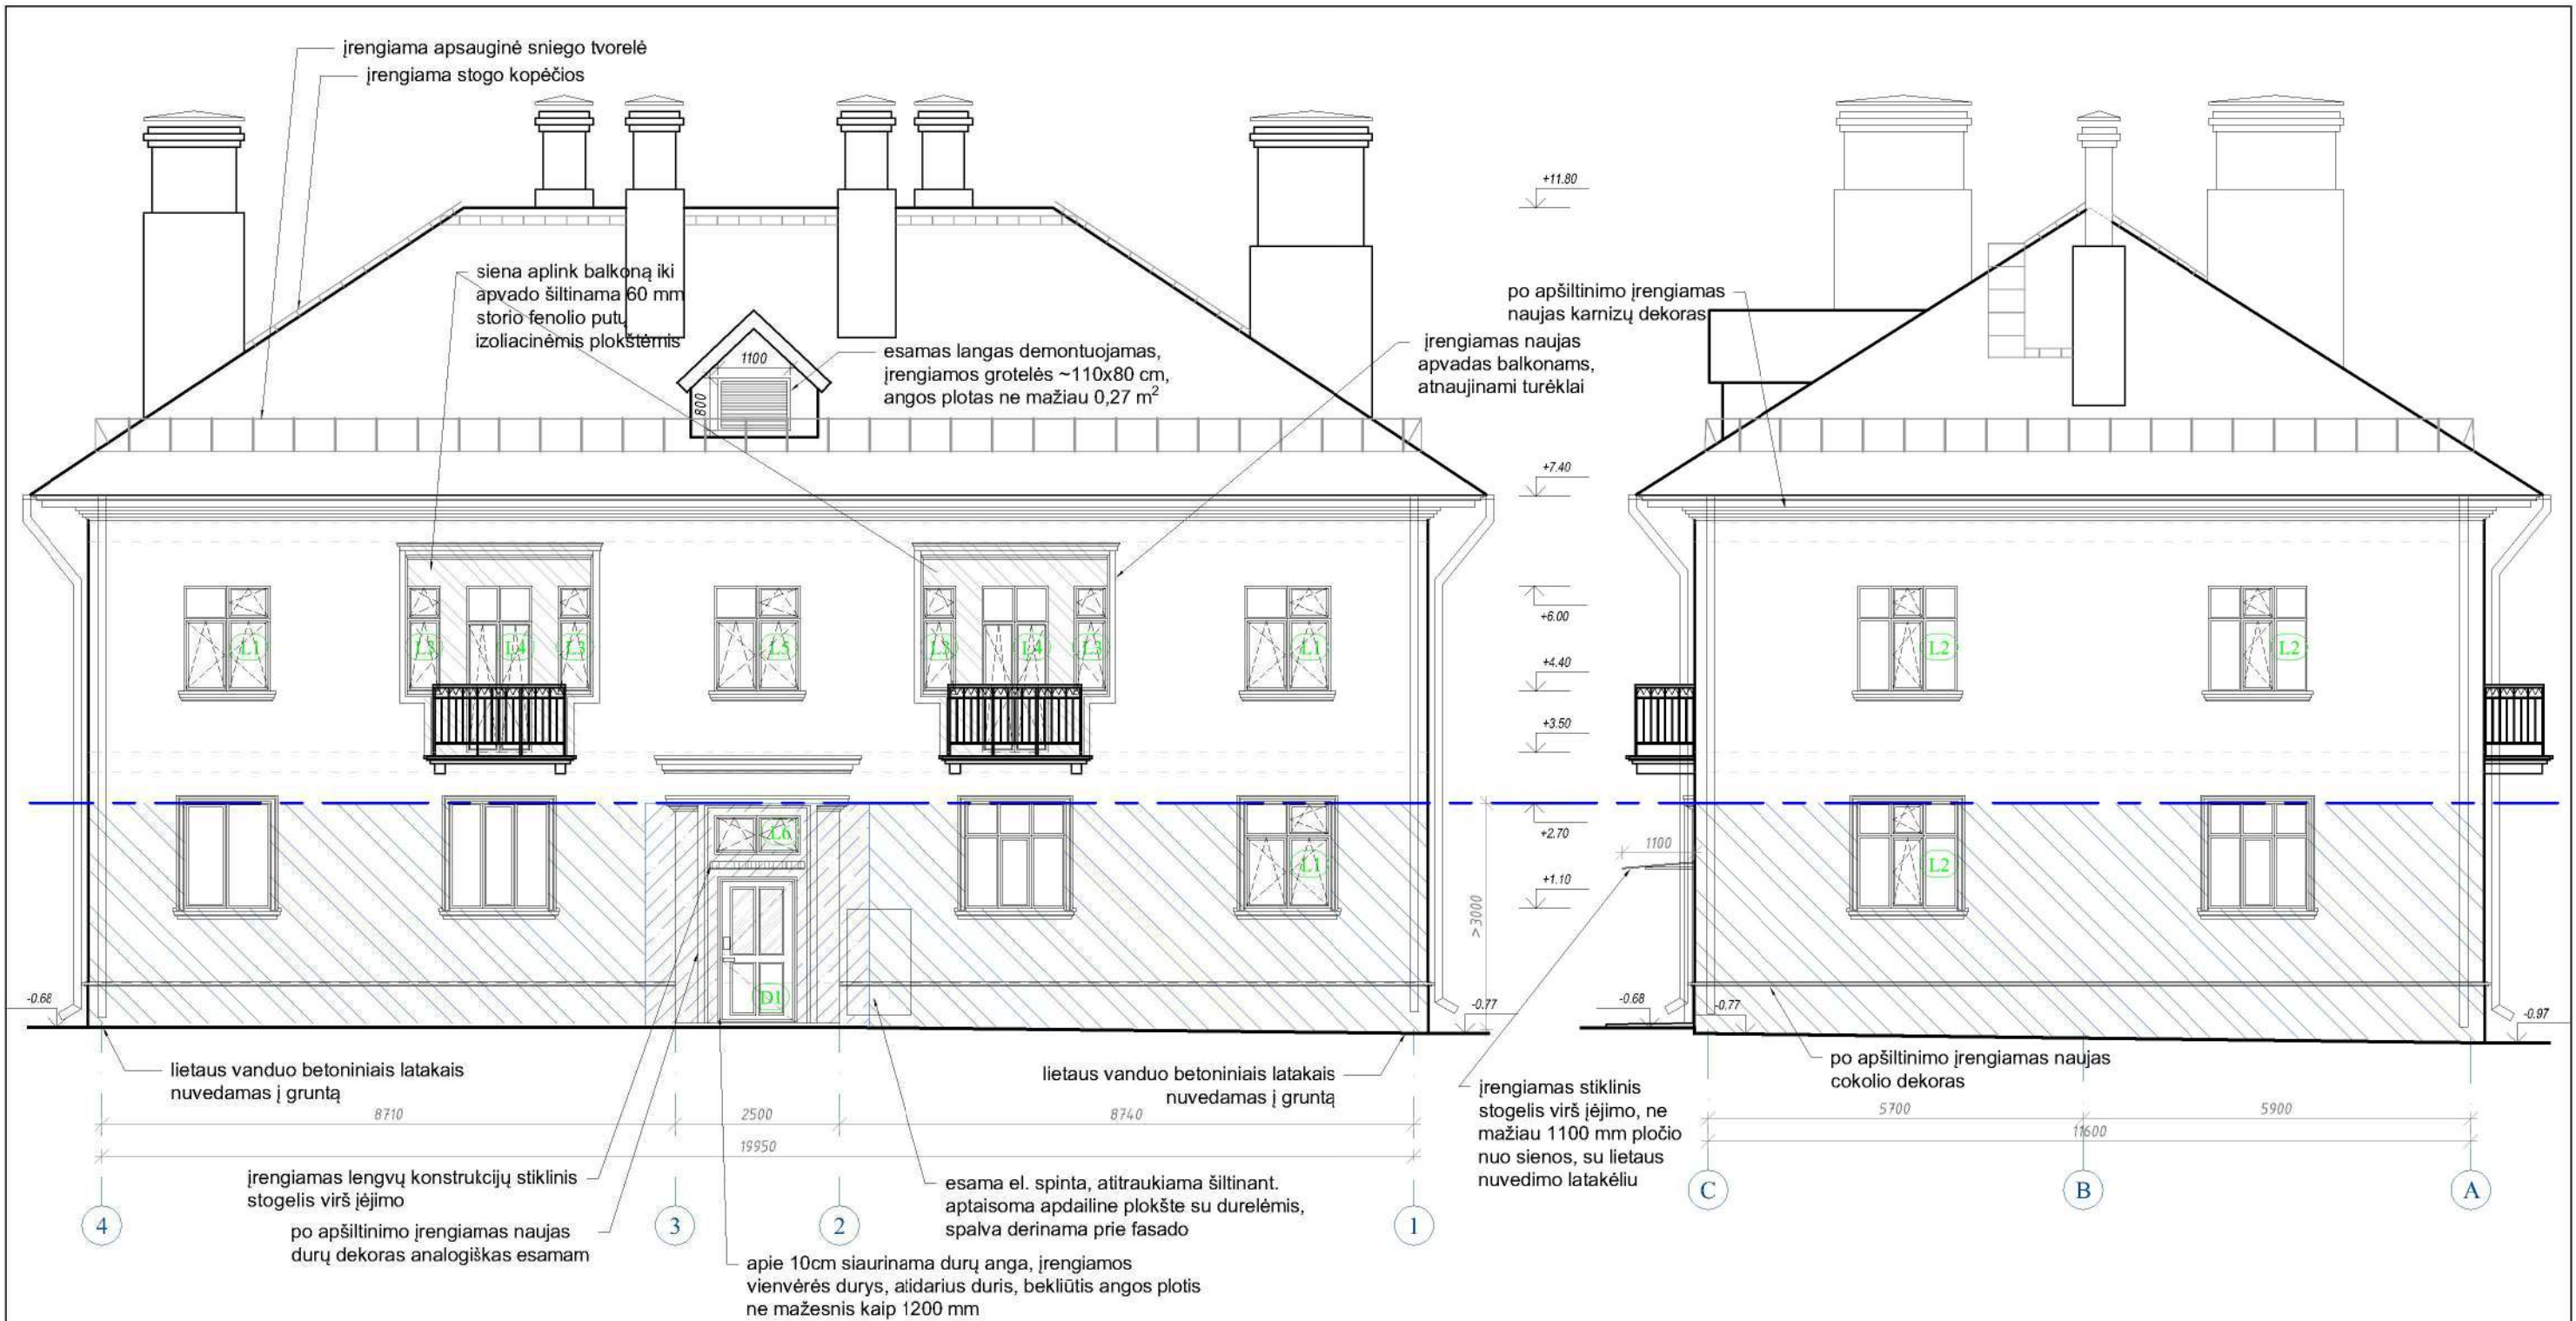 įrengiama apsauginė sniego tvorelė
įrengiama stogo kopėčios
+11.80
siena aplink balkoną iki
apvado šiltinama 60 mm
storio fenolio putų
izoliacinėmis plokštėmis
1100
800
esamas langas demontuojamas,
įrengiamos grotelės ~110x80 cm,
angos plotas ne mažiau 0,27 m²
įrengiamas naujas
apvadas balkonams,
atnaujinami turėklai
po apšiltinimo įrengiamas
naujas karnizų dekoras
+7.40
+6.00
+4.40
+3.50
+2.70
+1.10
L1
L3
L4
L3
L5
L3
L4
L3
L1
L2
L2
L6
L1
L2
D1
1100
>3000
-0.68
-0.77
-0.68
-0.77
-0.97
lietaus vanduo betoniniais latakais
nuvedamas į gruntą
lietaus vanduo betoniniais latakais
nuvedamas į gruntą
įrengiamas stiklinis
stogelis virš įėjimo, ne
mažiau 1100 mm pločio
nuo sienos, su lietaus
nuvedimo latakėliu
po apšiltinimo įrengiamas naujas
cokolio dekoras
8710
2500
8740
19950
5700
5900
11600
įrengiamas lengvų konstrukcijų stiklinis
stogelis virš įėjimo
po apšiltinimo įrengiamas naujas
durų dekoras analogiškas esamam
esama el. spinta, atitraukiama šiltinant.
aptaisoma apdailine plokšte su durelėmis,
spalva derinama prie fasado
apie 10cm siaurinama durų anga, įrengiamos
vienvėrės durys, atidarius duris, bekliūtis angos plotis
ne mažesnis kaip 1200 mm
4
3
2
1
C
B
A